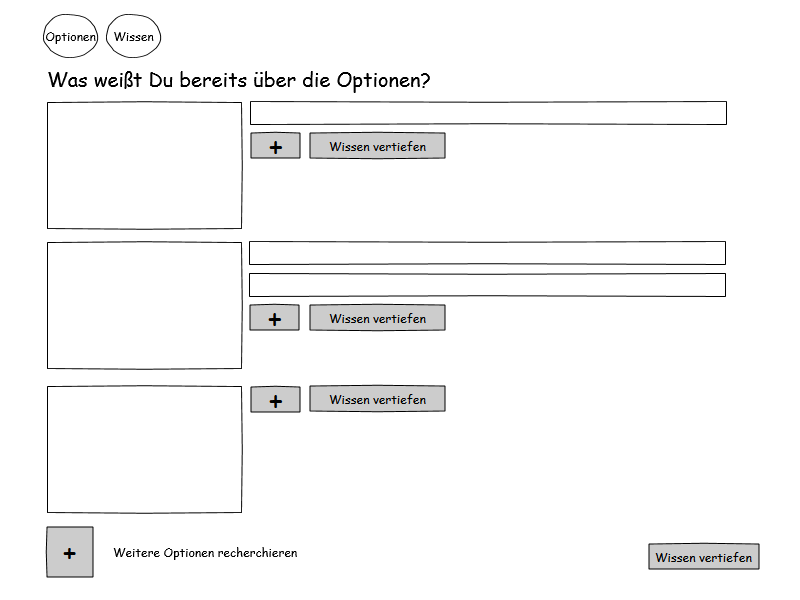 Optionen
Wissen
Was weißt Du bereits über die Optionen?
+
Wissen vertiefen
+
Wissen vertiefen
+
Wissen vertiefen
+
Weitere Optionen recherchieren
Wissen vertiefen